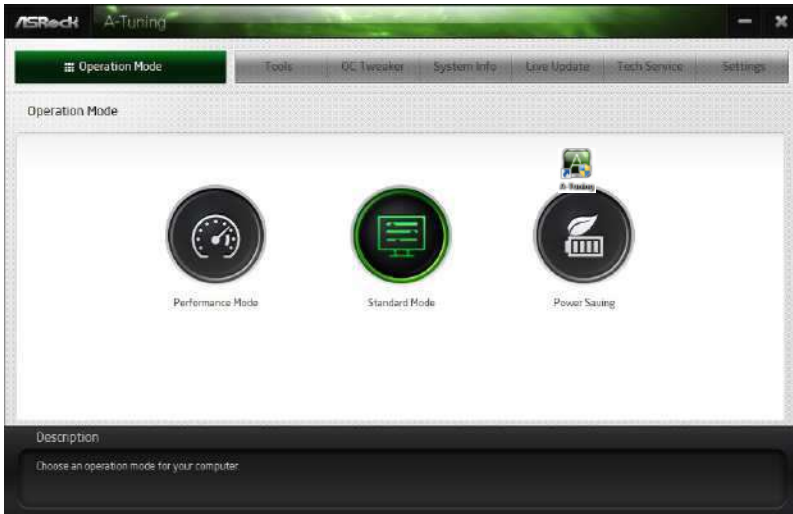 ASRock A-Tuning
Operation Mode Tools OC Tweaker System Info Live Update Tech Service Settings
Operation Mode
A-Tuning
Performance Mode Standard Mode Power Saving
Description
Choose an operation mode for your computer.